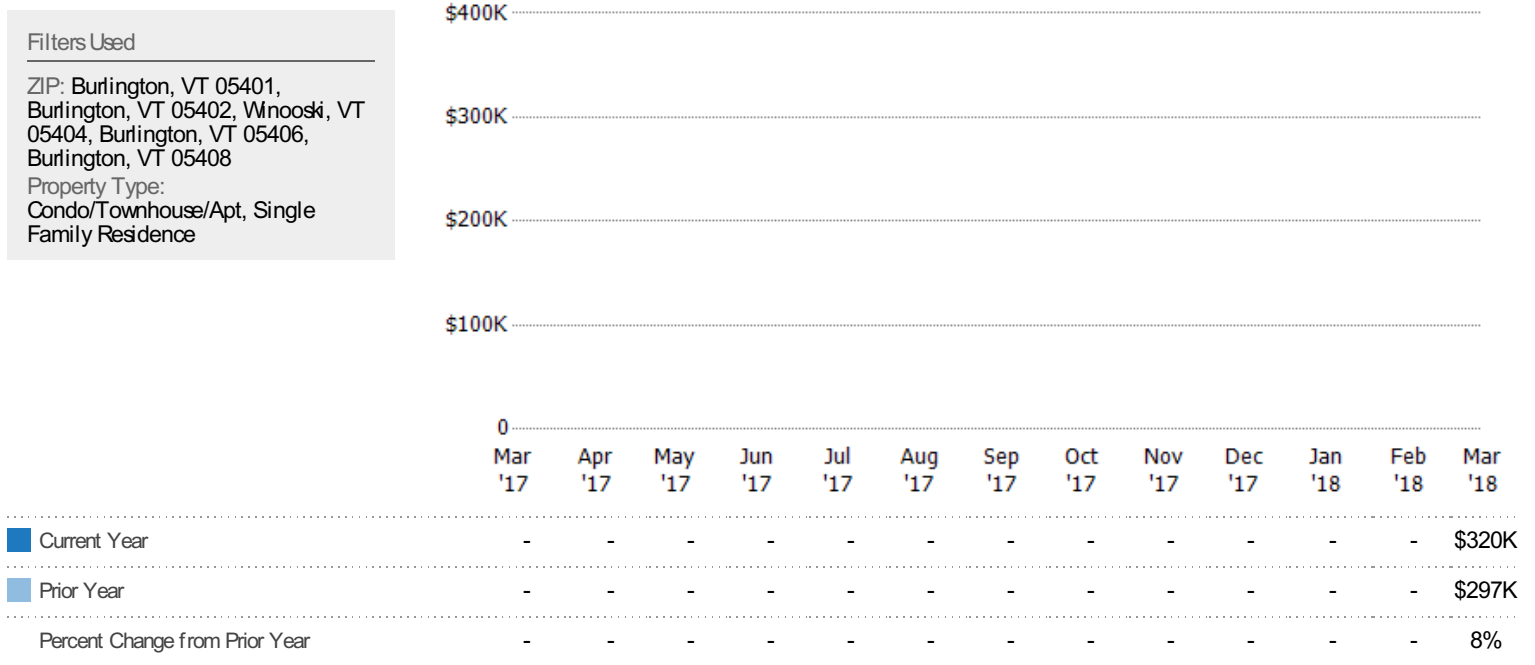 Filters Used
ZIP: Burlington, VT 05401,
Burlington, VT 05402, Winooski, VT
05404, Burlington, VT 05406,
Burlington, VT 05408
Property Type:
Condo/Townhouse/Apt, Single
Family Residence
$400K
$300K
$200K
$100K
0
Mar Apr May Jun Jul Aug Sep Oct Nov Dec Jan Feb Mar
'17 '17 '17 '17 '17 '17 '17 '17 '17 '17 '18 '18 '18
Current Year - - - - - - - - - - - - $320K
Prior Year - - - - - - - - - - - - $297K
Percent Change from Prior Year - - - - - - - - - - - - 8%